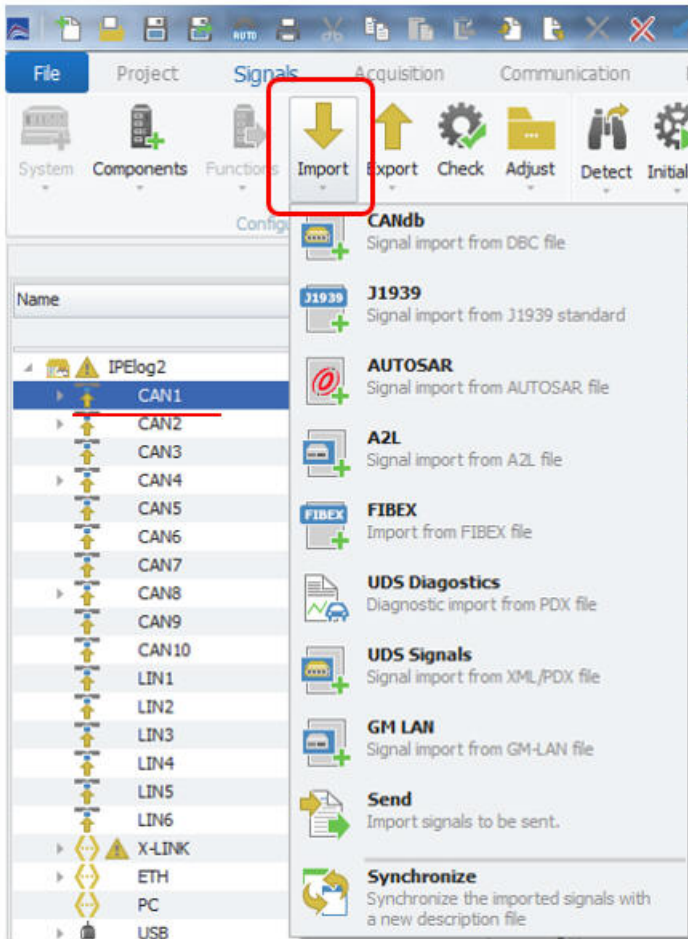 AUTO
File Project Signals Acquisition Communication
System Components Functions Import Export Check Adjust Detect Initial
Config
Name
IPElog2
CAN1
CAN2
CAN3
CAN4
CAN5
CAN6
CAN7
CAN8
CAN9
CAN10
LIN1
LIN2
LIN3
LIN4
LIN5
LIN6
X-LINK
ETH
PC
USB
CANdb
Signal import from DBC file
J1939
J1939
Signal import from J1939 standard
AUTOSAR
Signal import from AUTOSAR file
A2L
Signal import from A2L file
FIBEX
FIBEX
Import from FIBEX file
UDS Diagostics
Diagnostic import from PDX file
UDS Signals
Signal import from XML/PDX file
GM LAN
Signal import from GM-LAN file
Send
Import signals to be sent.
Synchronize
Synchronize the imported signals with
a new description file